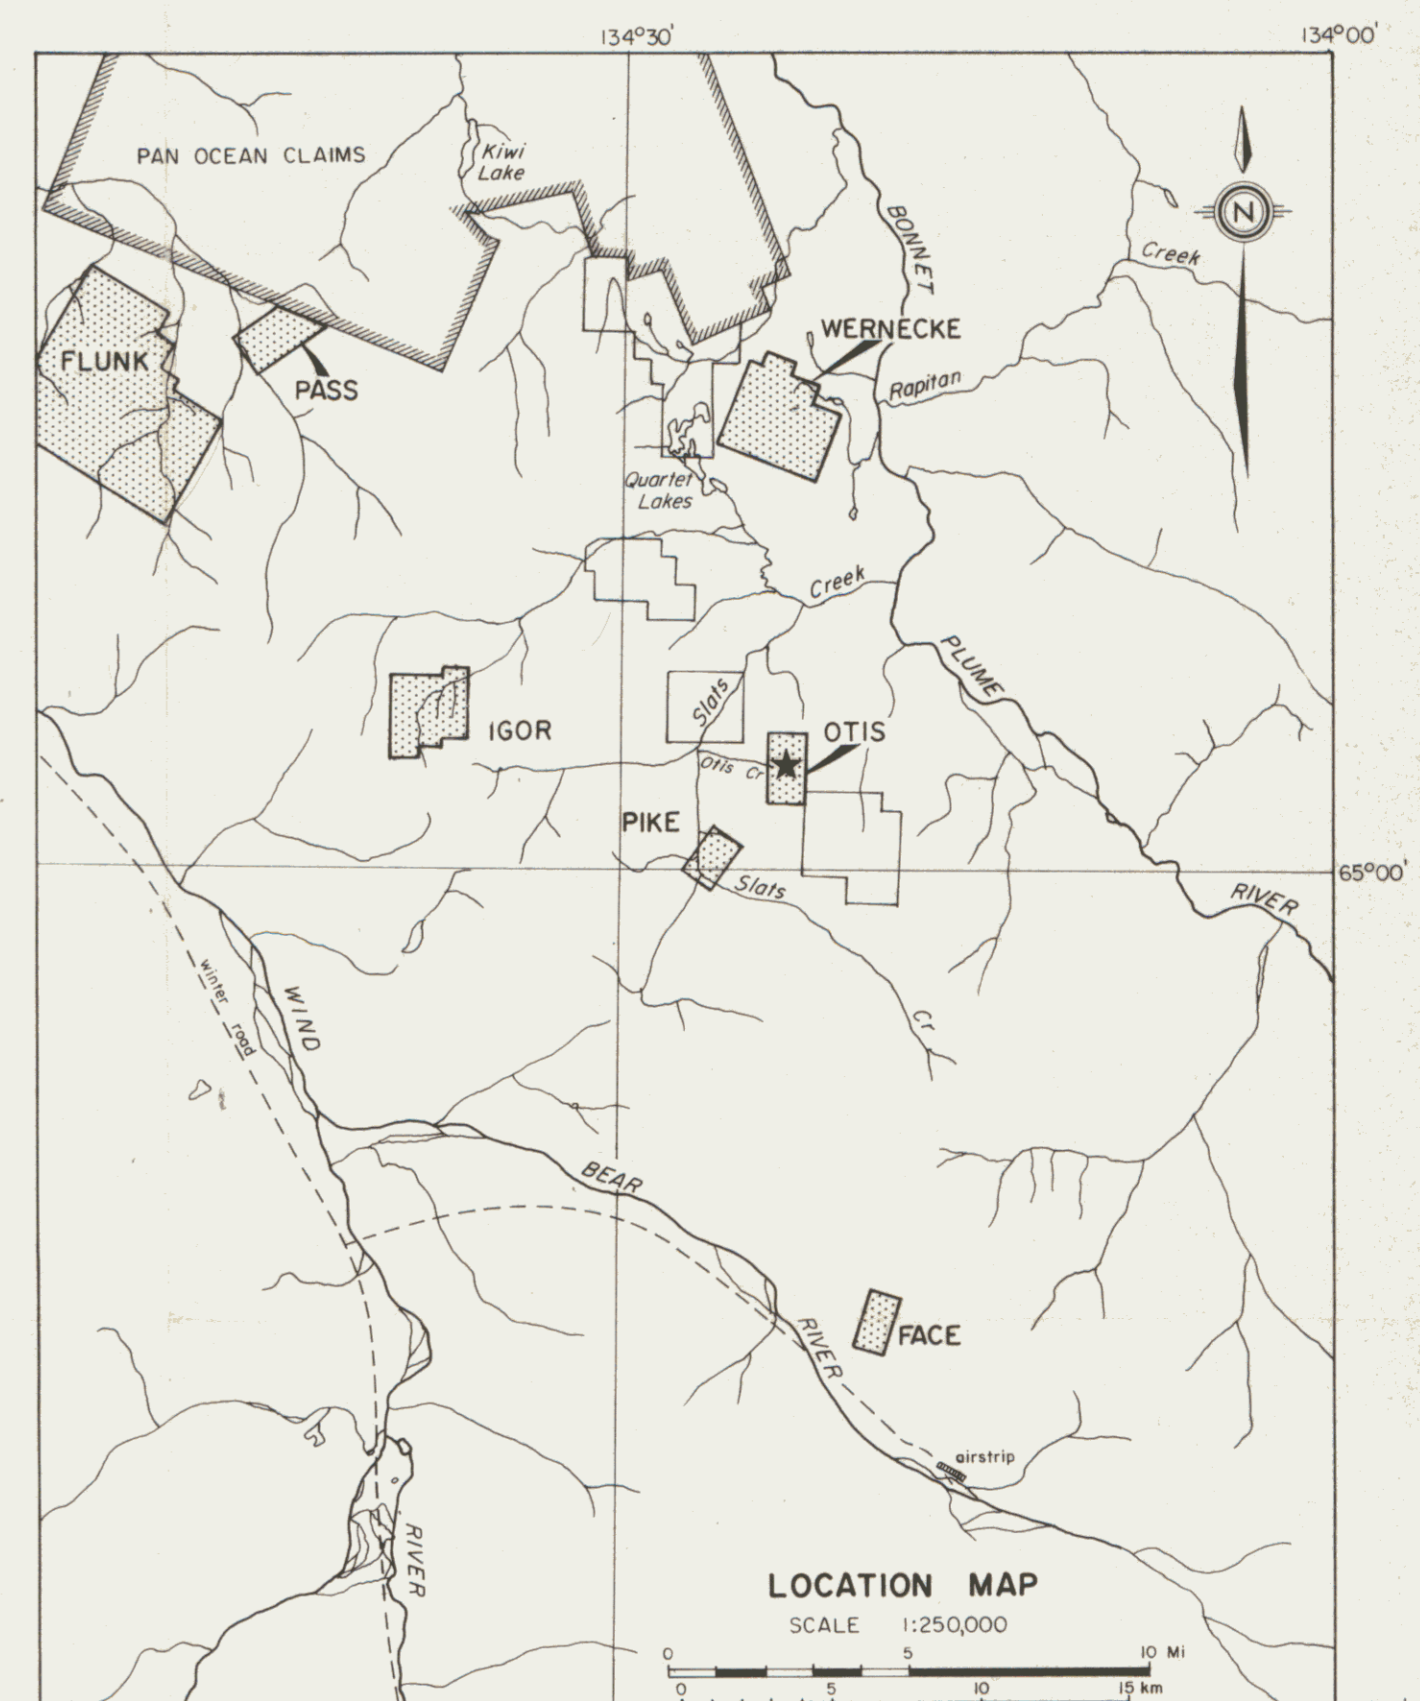 134°30'
134°00'
PAN OCEAN CLAIMS
Kiwi
Lake
N
BONNET
Creek
WERNECKE
FLUNK
PASS
Rapitan
Quartet
Lakes
Creek
PLUME
Slats
IGOR
OTIS
Otis Cr
PIKE
65°00'
Slats
RIVER
winter road
WIND
Cr
BEAR
RIVER
FACE
airstrip
RIVER
LOCATION MAP
SCALE 1:250,000
0 5 10 Mi
0 5 10 15 km